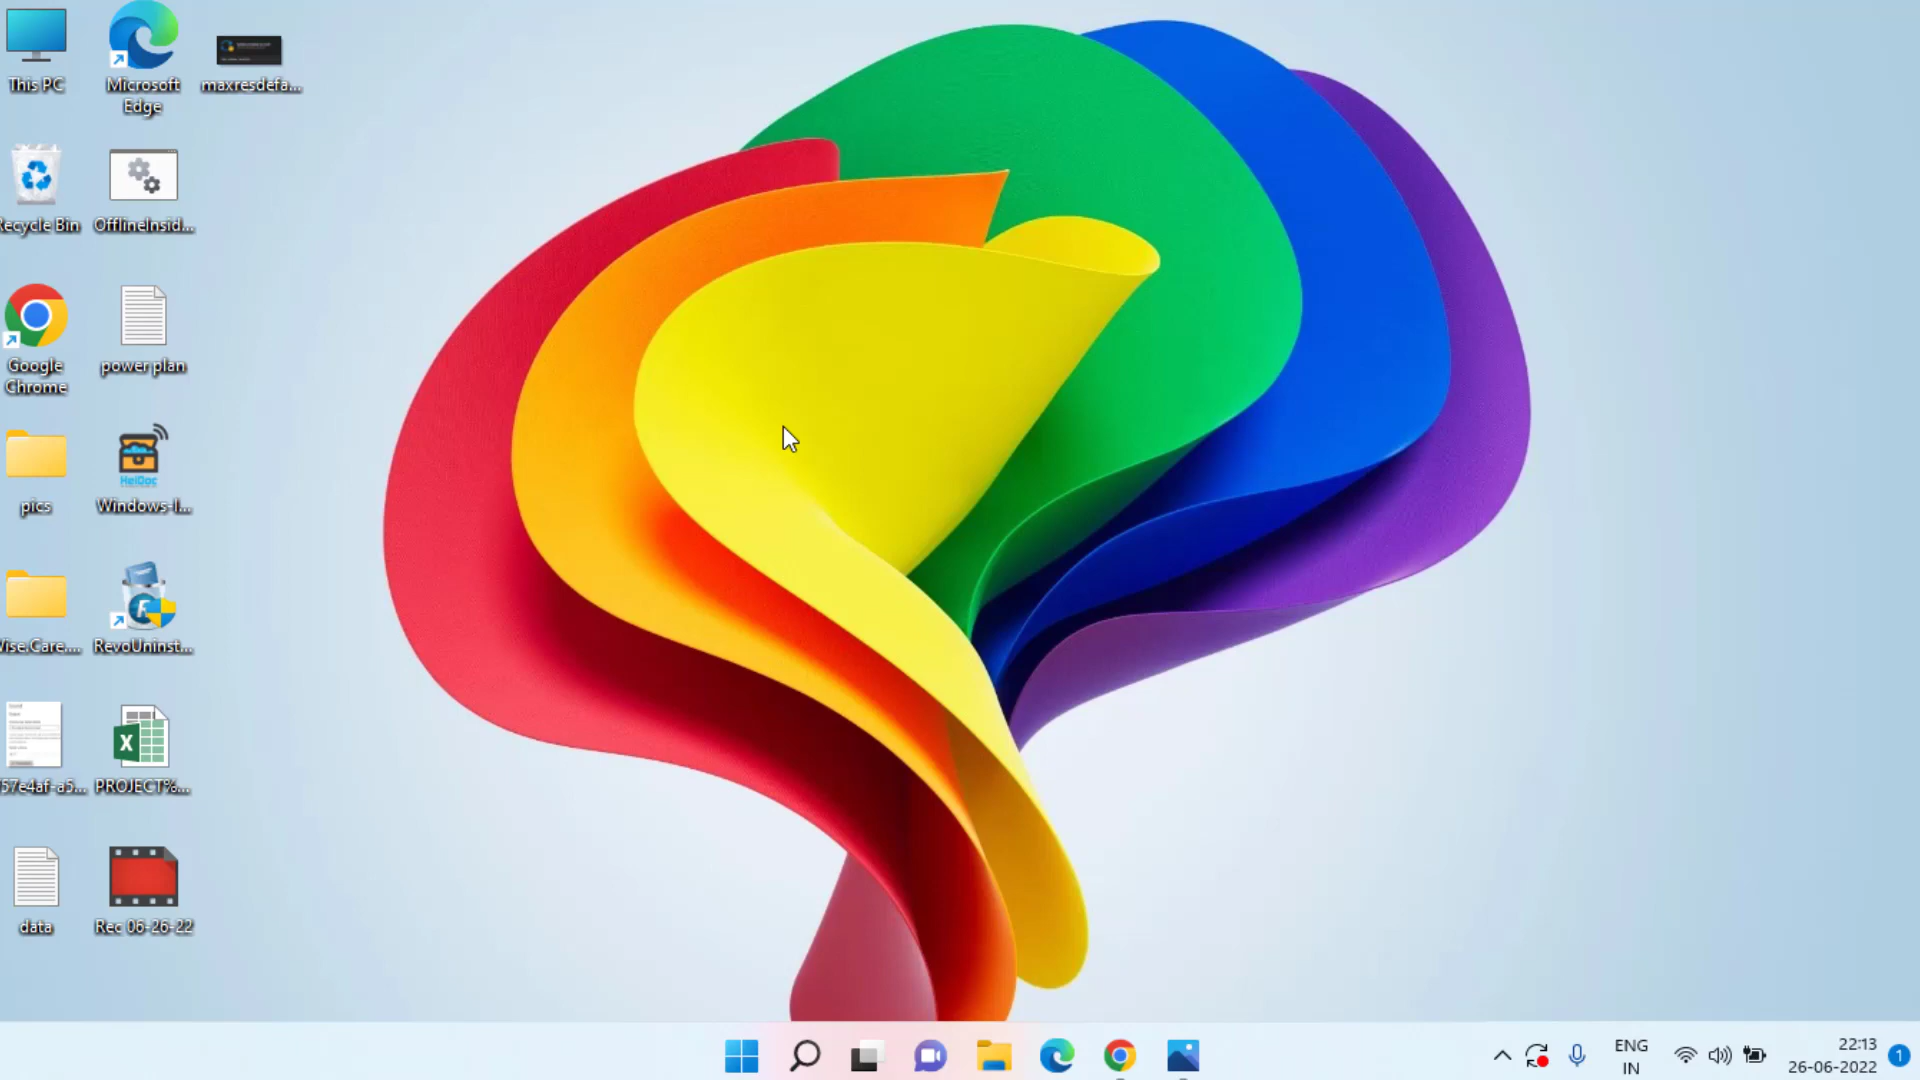 This PC
Microsoft
Edge
maxresdefa...
Recycle Bin
OfflineInsid...
Google
Chrome
power plan
pics
HeiDoc
Windows-I...
Wise.Care....
RevoUninst...
57e4af-a5...
PROJECT%...
data
Rec 06-26-22
ENG
IN
22:13
26-06-2022
1